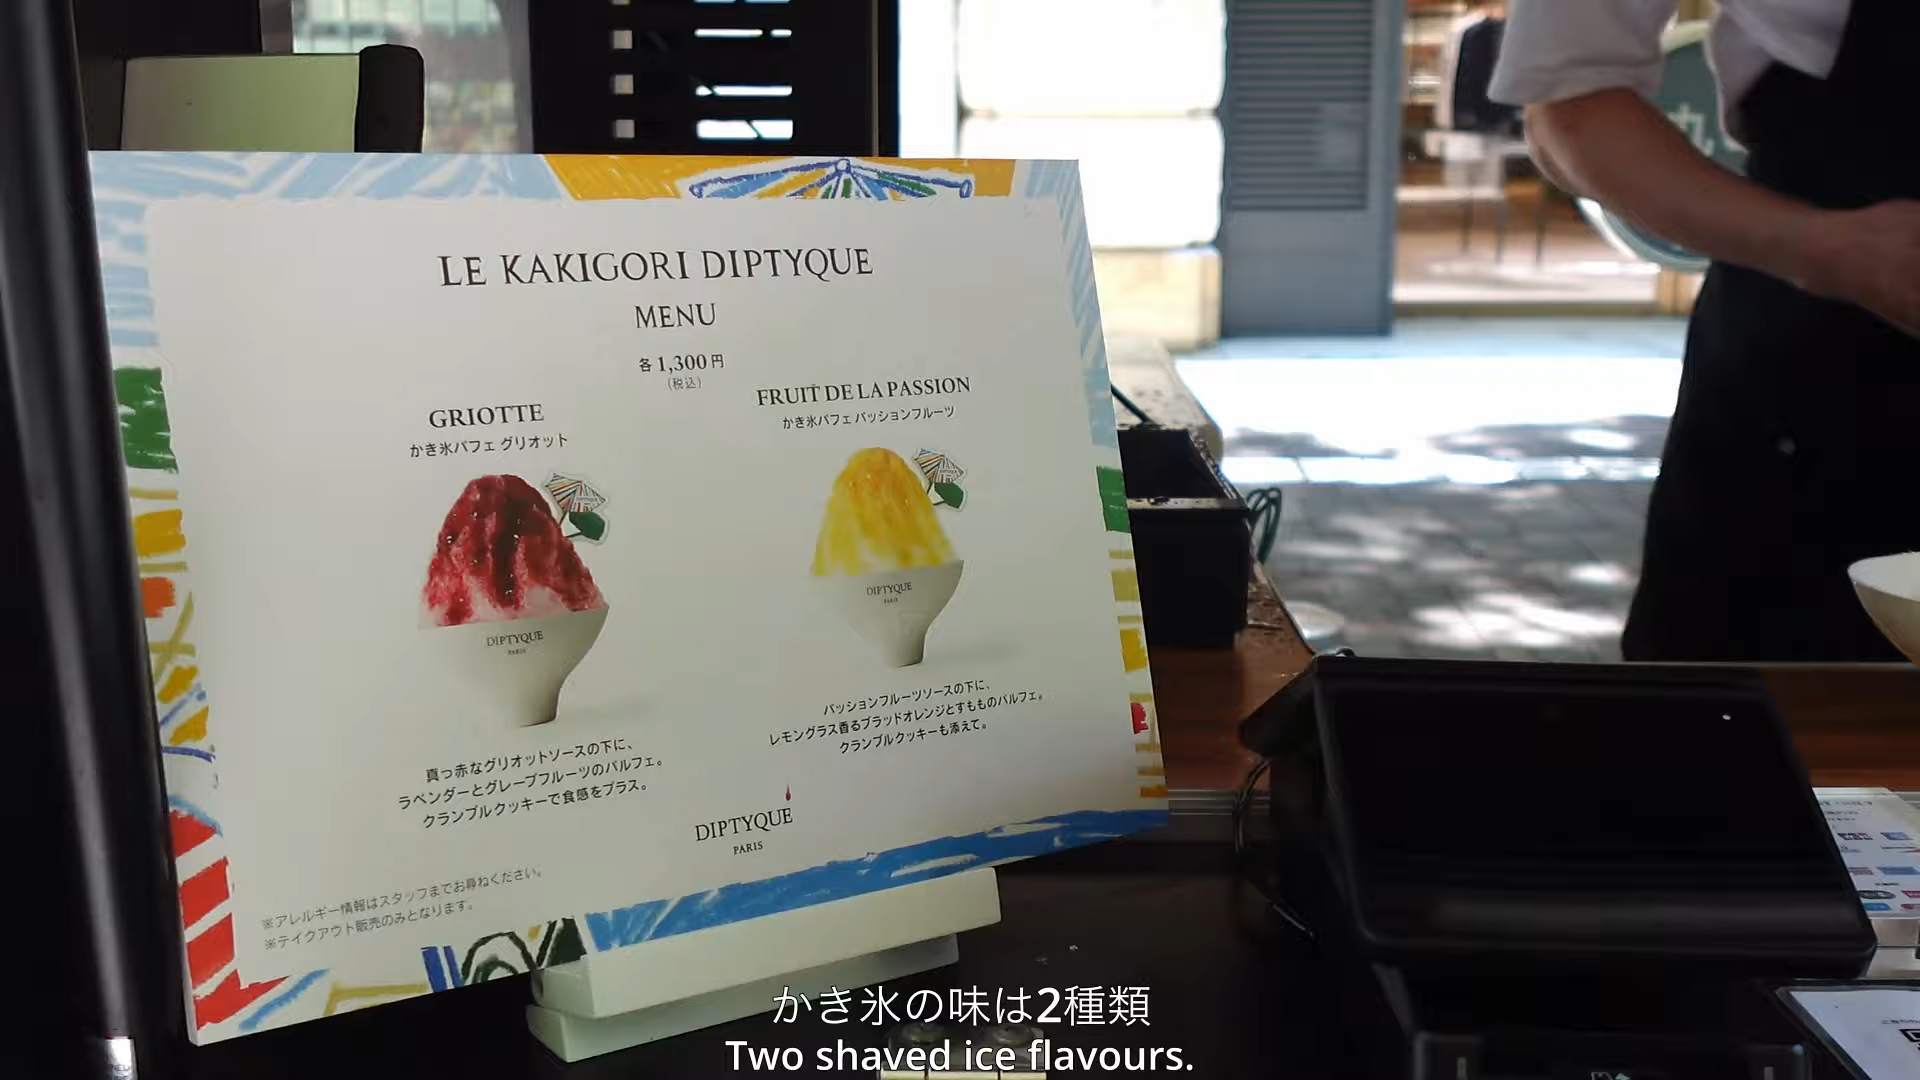 LE KAKIGORI DIPTYQUE
MENU
各1,300円
(税込)
GRIOTTE
かき氷パフェ グリオット
FRUIT DE LA PASSION
かき氷パフェ パッションフルーツ
DIPTYQUE
PARIS
DIPTYQUE
PARIS
真っ赤なグリオットソースの下に、
ラベンダーとグレープフルーツのパルフェ。
クランブルクッキーで食感をプラス。
パッションフルーツソースの下に、
レモングラス香るブラッドオレンジとすもものパルフェ。
クランブルクッキーも添えて。
DIPTYQUE
PARIS
※アレルギー情報はスタッフまでお尋ねください。
※テイクアウト販売のみとなります。
かき氷の味は2種類
Two shaved ice flavours.